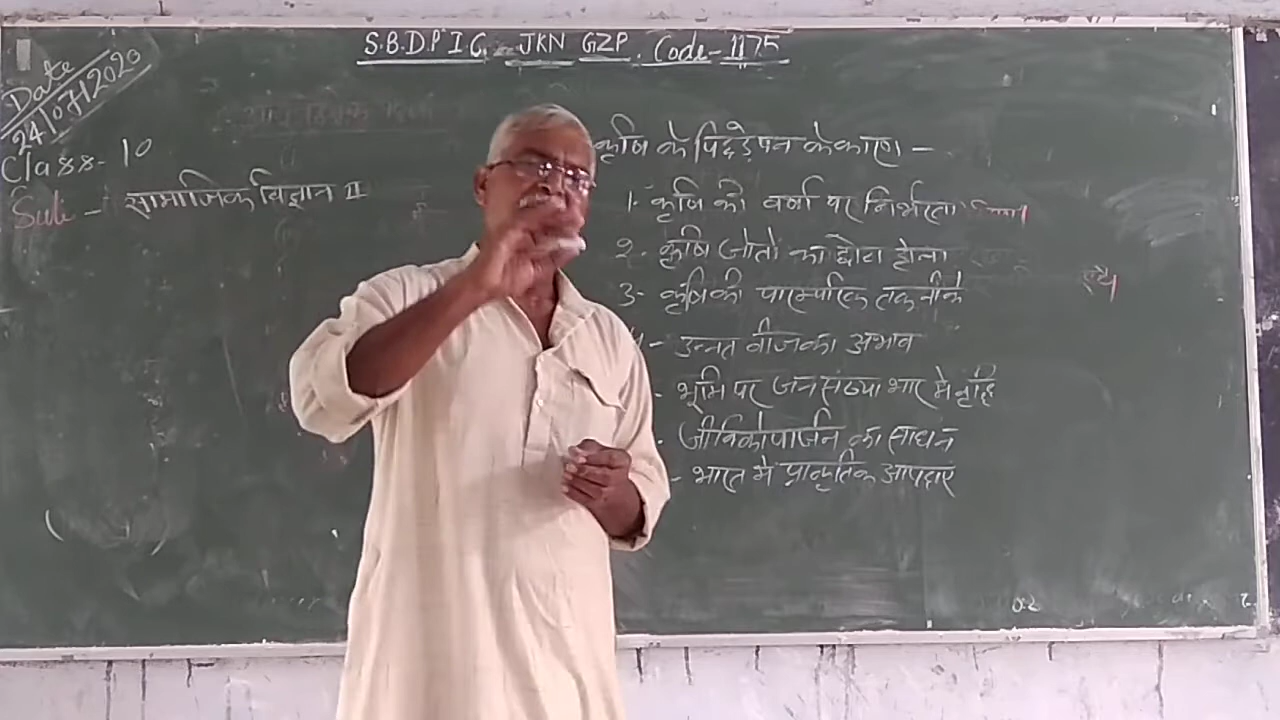 S.B.D.P I C. JKN GZP. Code-1175
Date
24/07/2020
Class-10
Sub - सामाजिक विज्ञान II
कृषि के पिछड़ेपन के कारण -
1. कृषि की वर्षा पर निर्भरता
2- कृषि जोतों का छोटा होना
3- कृषि की पारम्परिक तकनीके
4- उन्नत बीज का अभाव
- भूमि पर जनसंख्या भार में वृद्धि
. जीविकोपार्जन का साधन
- भारत में प्राकृतिक आपदाएं